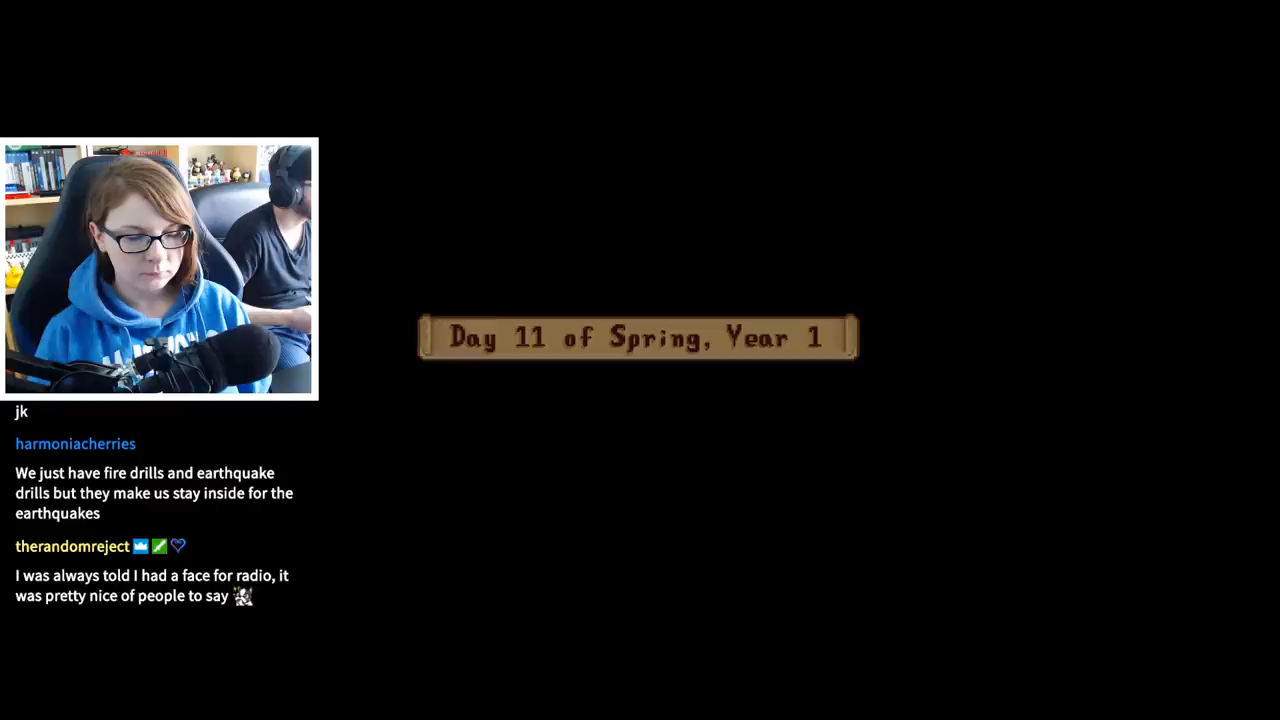 Day 11 of Spring, Year 1
jk
harmoniacherries
We just have fire drills and earthquake
drills but they make us stay inside for the
earthquakes
therandomreject
I was always told I had a face for radio, it
was pretty nice of people to say